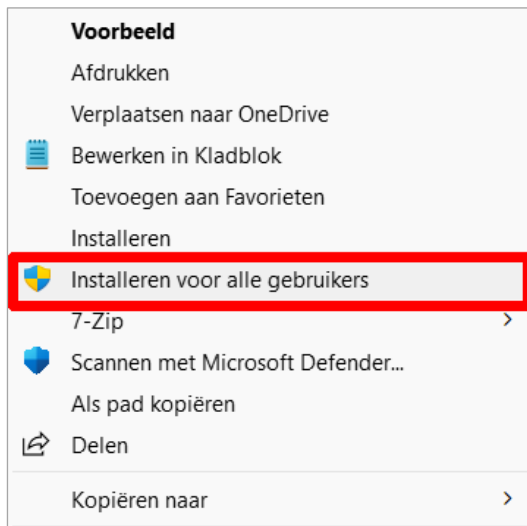 Voorbeeld
Afdrukken
Verplaatsen naar OneDrive
Bewerken in Kladblok
Toevoegen aan Favorieten
Installeren
Installeren voor alle gebruikers
7-Zip
Scannen met Microsoft Defender...
Als pad kopiëren
Delen
Kopiëren naar